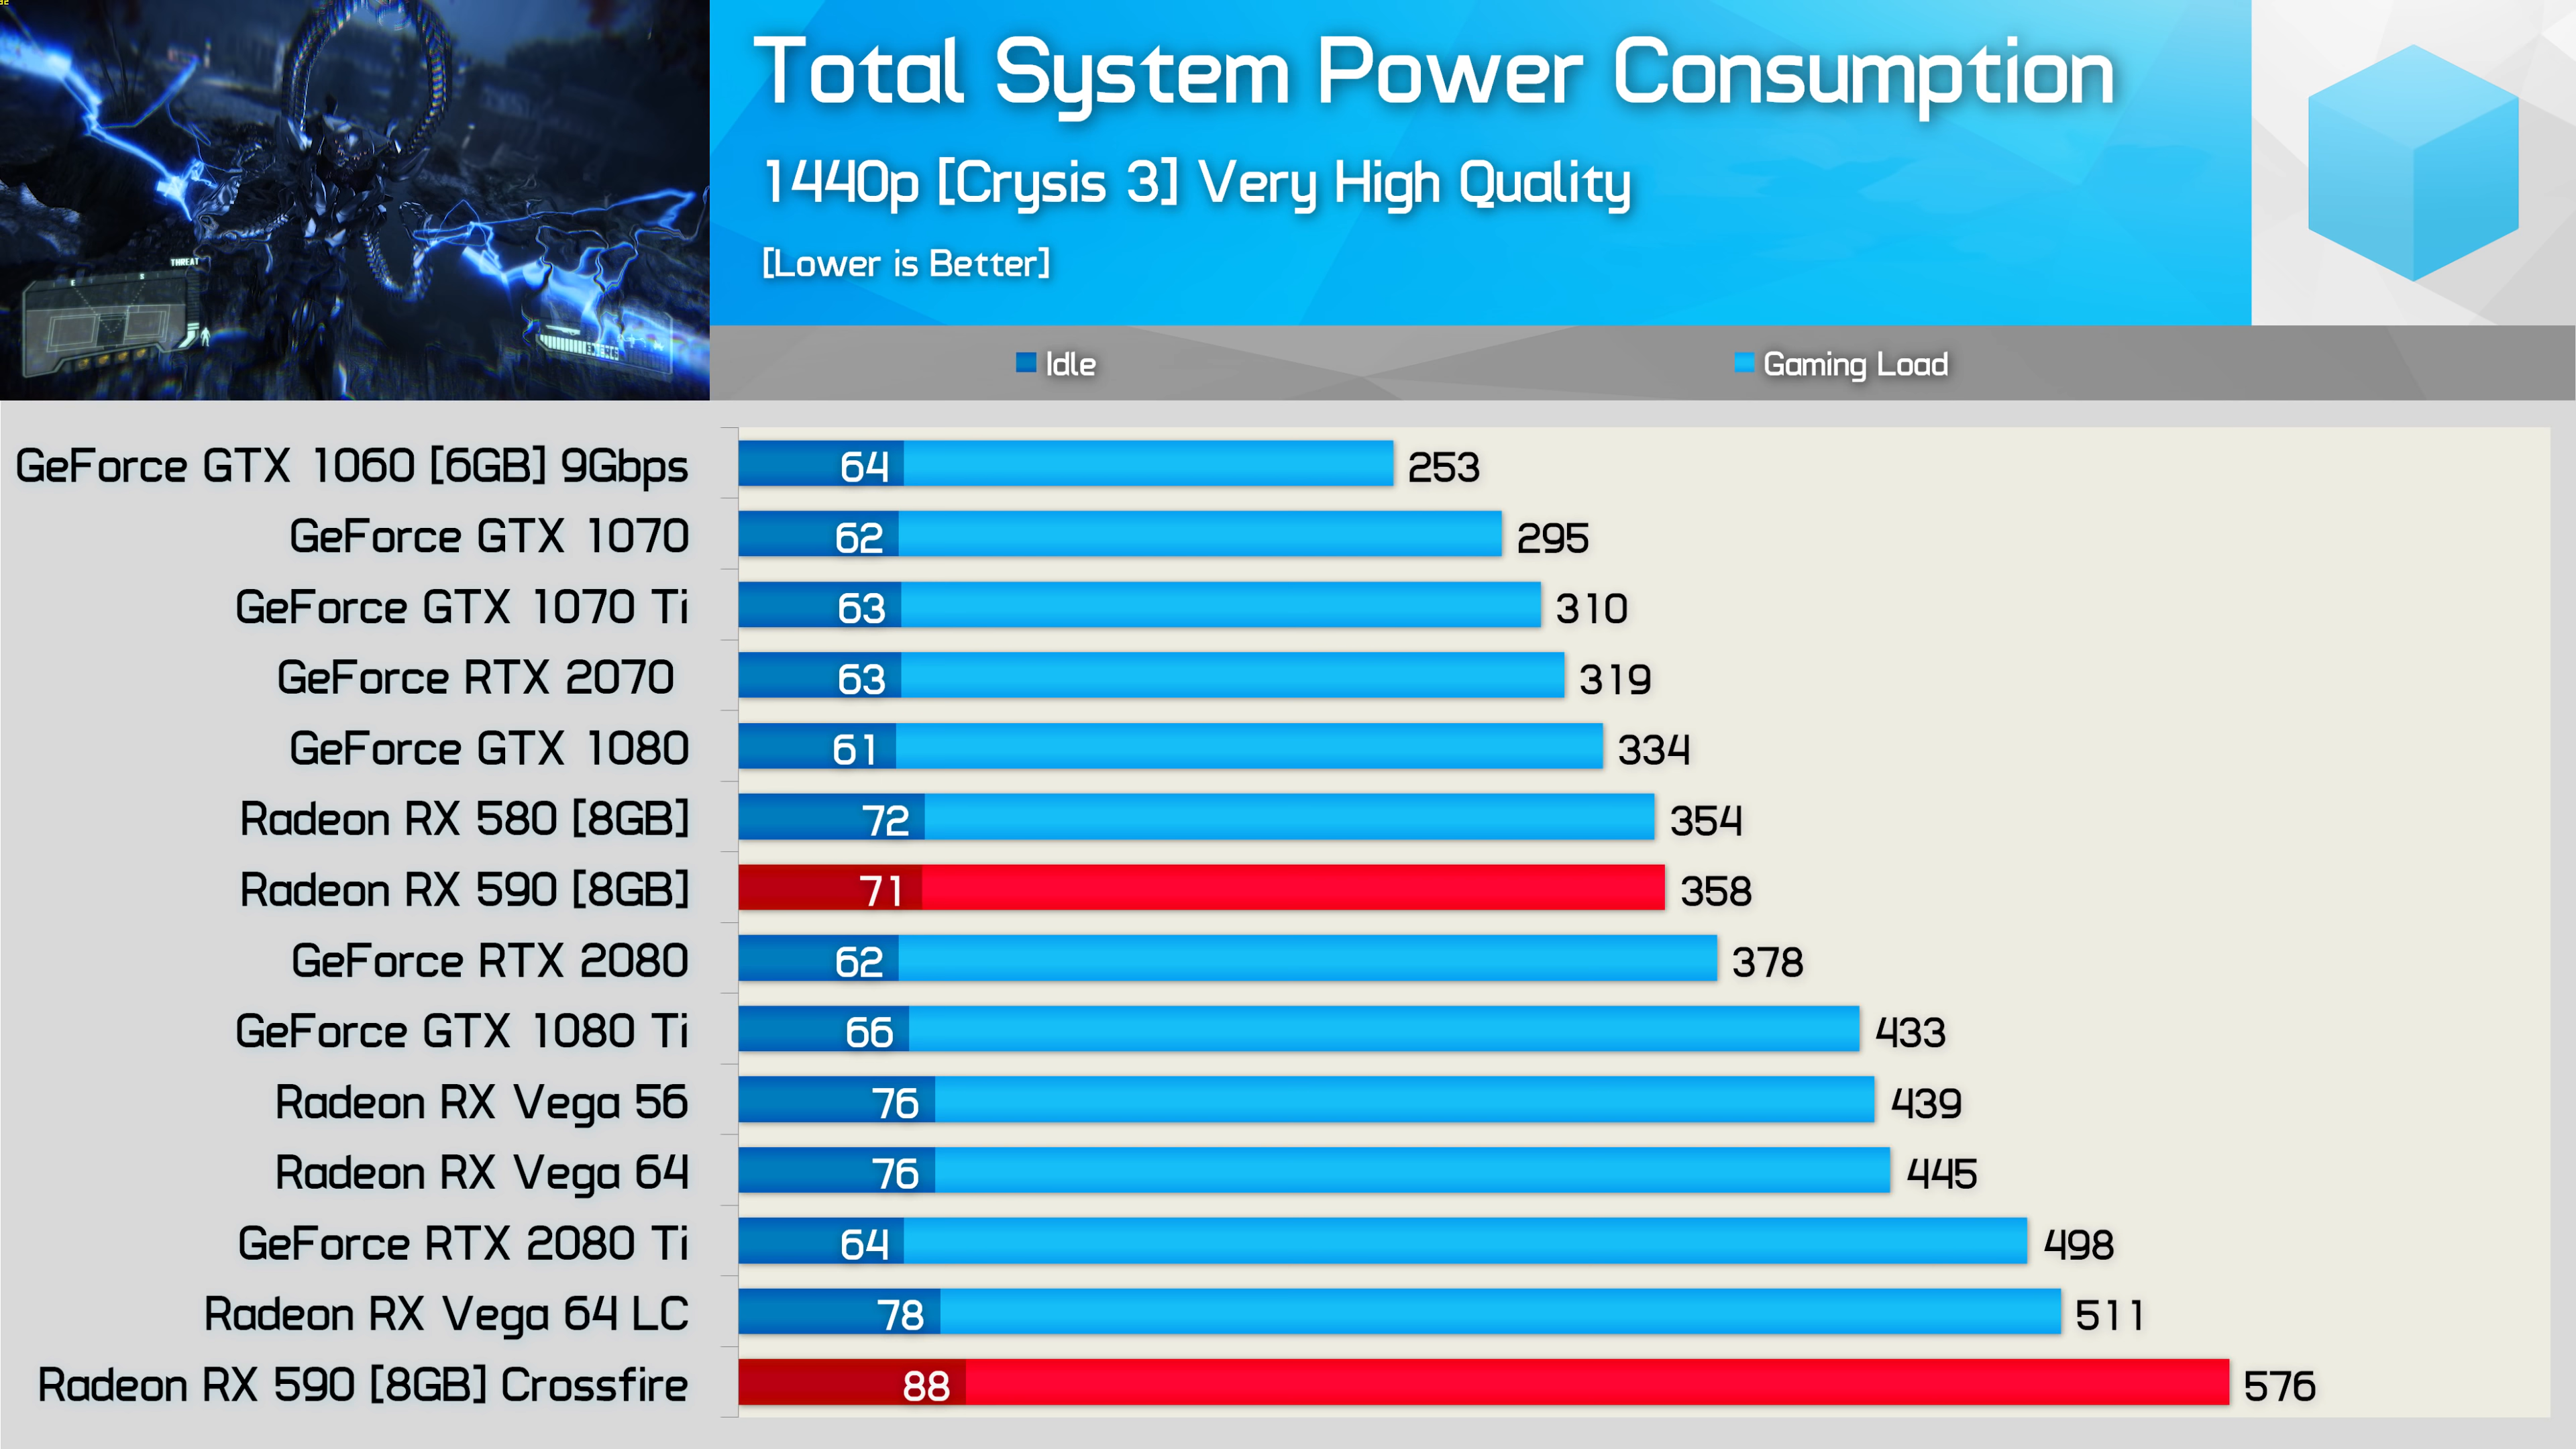 Total System Power Consumption
1440p [Crysis 3] Very High Quality
[Lower is Better]
THREAT
Idle
Gaming Load
GeForce GTX 1060 [6GB] 9Gbps 64 253
GeForce GTX 1070 62 295
GeForce GTX 1070 Ti 63 310
GeForce RTX 2070 63 319
GeForce GTX 1080 61 334
Radeon RX 580 [8GB] 72 354
Radeon RX 590 [8GB] 71 358
GeForce RTX 2080 62 378
GeForce GTX 1080 Ti 66 433
Radeon RX Vega 56 76 439
Radeon RX Vega 64 76 445
GeForce RTX 2080 Ti 64 498
Radeon RX Vega 64 LC 78 511
Radeon RX 590 [8GB] Crossfire 88 576